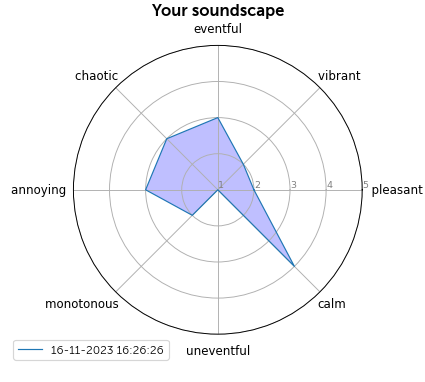 Your soundscape
eventful
chaotic
vibrant
annoying
1
2
3
4
5
pleasant
monotonous
calm
uneventful
16-11-2023 16:26:26